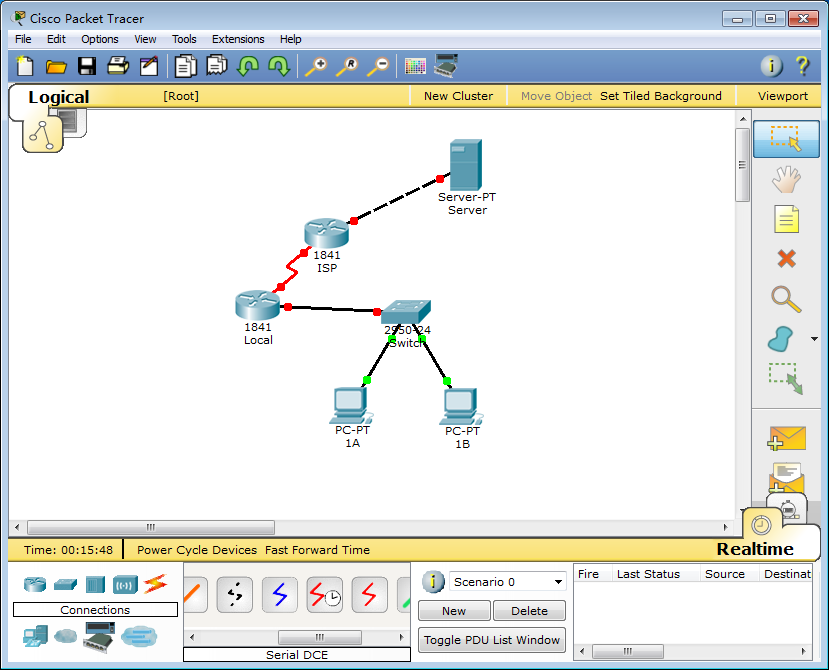 Cisco Packet Tracer
File Edit Options View Tools Extensions Help
Logical [Root] New Cluster Move Object Set Tiled Background Viewport
Server-PT
Server
1841
ISP
1841
Local
2950-24
Switch
PC-PT
1A
PC-PT
1B
Time: 00:15:48 Power Cycle Devices Fast Forward Time Realtime
Scenario 0
Fire Last Status Source Destinat
Connections
New Delete
Toggle PDU List Window
Serial DCE